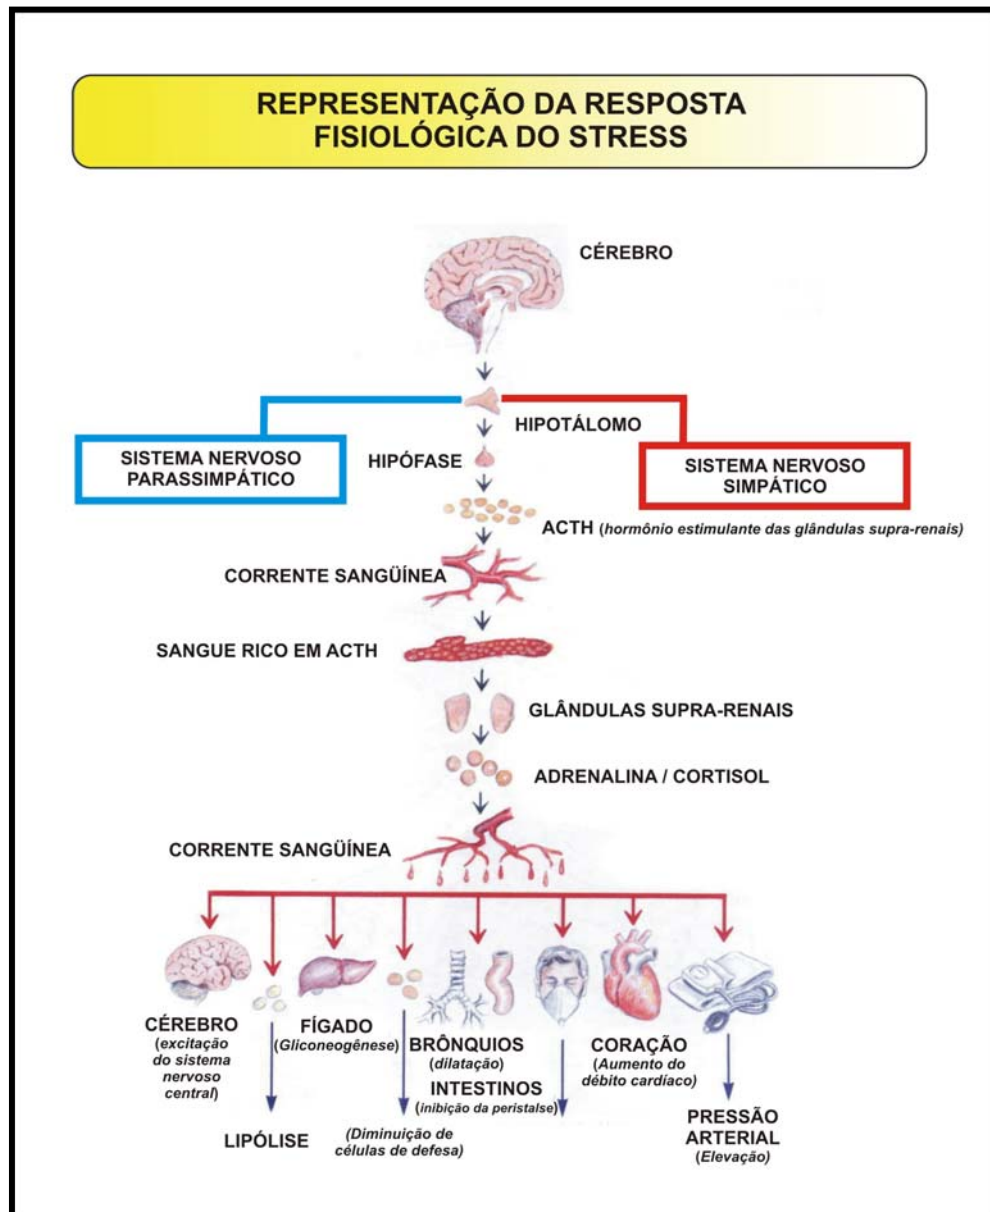 REPRESENTAÇÃO DA RESPOSTA
FISIOLÓGICA DO STRESS
CÉREBRO
HIPOTÁLOMO
SISTEMA NERVOSO
PARASSIMPÁTICO
HIPÓFASE
SISTEMA NERVOSO
SIMPÁTICO
ACTH (hormônio estimulante das glândulas supra-renais)
CORRENTE SANGÜÍNEA
SANGUE RICO EM ACTH
GLÂNDULAS SUPRA-RENAIS
ADRENALINA / CORTISOL
CORRENTE SANGÜÍNEA
CÉREBRO
(excitação
do sistema
nervoso
central)
LIPÓLISE
FÍGADO
(Gliconeogênese)
(Diminuição de
células de defesa)
BRÔNQUIOS
(dilatação)
INTESTINOS
(inibição da peristalse)
CORAÇÃO
(Aumento do
débito cardíaco)
PRESSÃO
ARTERIAL
(Elevação)